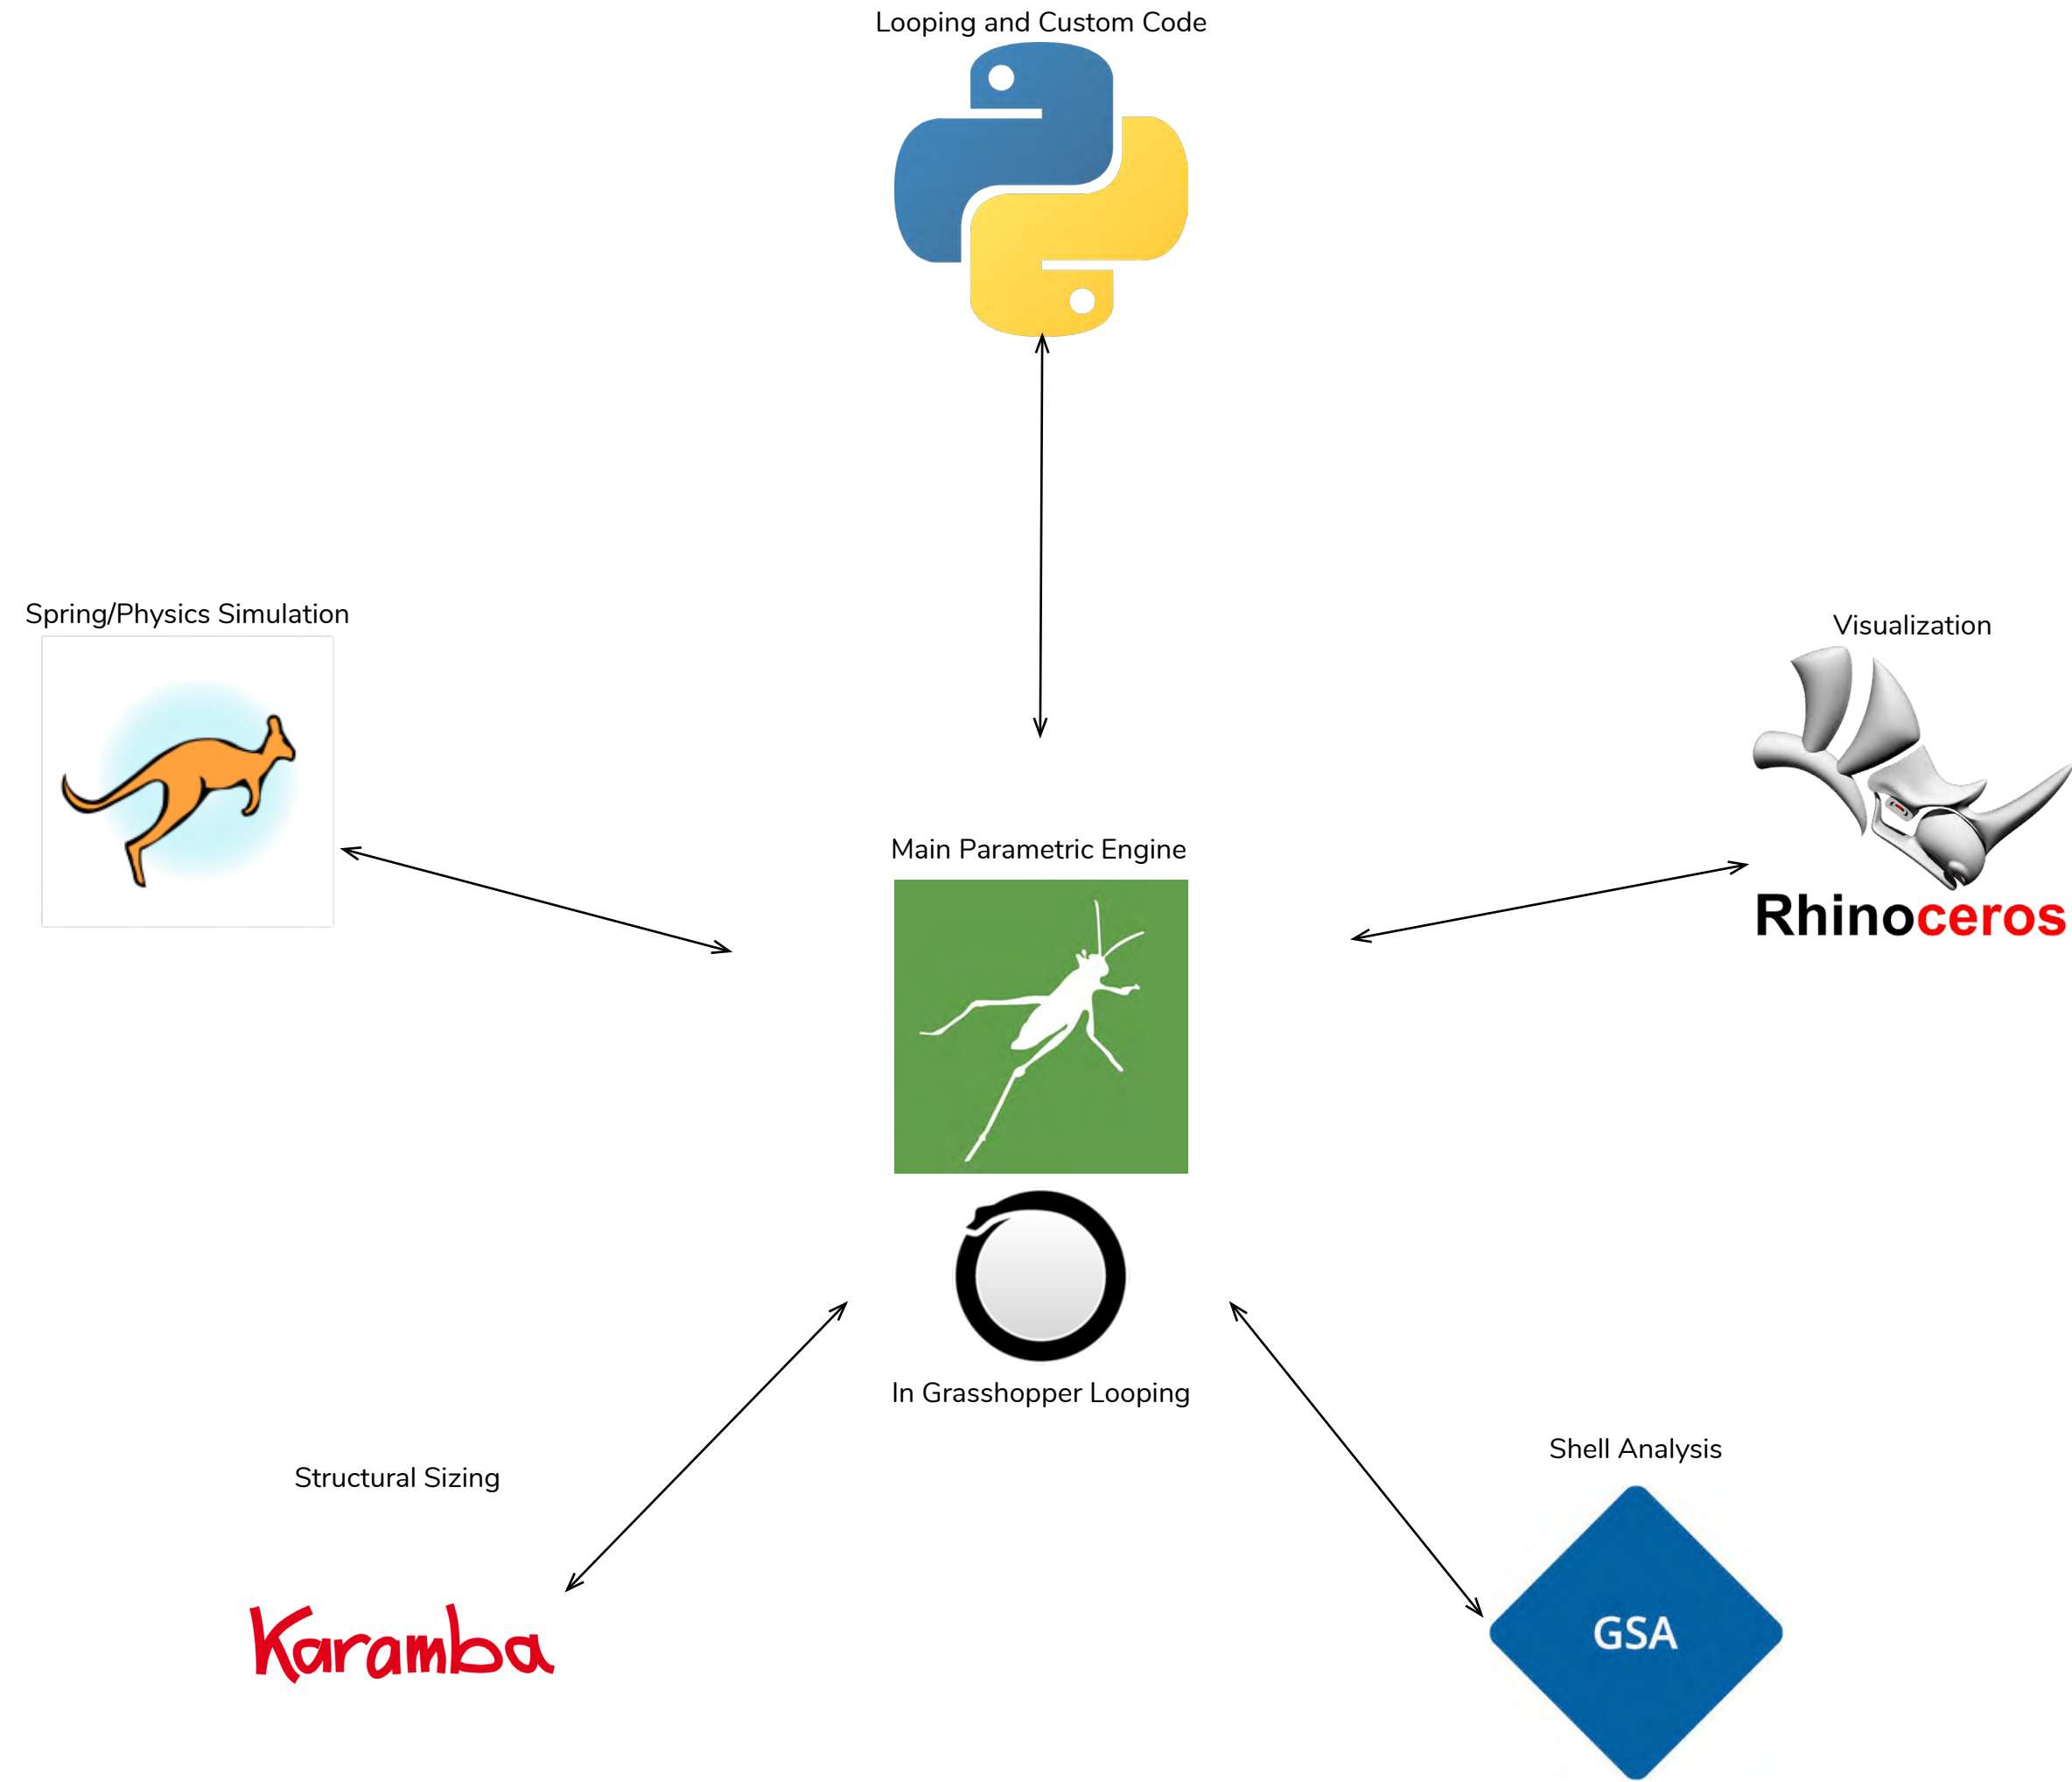 Looping and Custom Code
Spring/Physics Simulation
Visualization
Rhinoceros
Main Parametric Engine
In Grasshopper Looping
Structural Sizing
Karamba
Shell Analysis
GSA